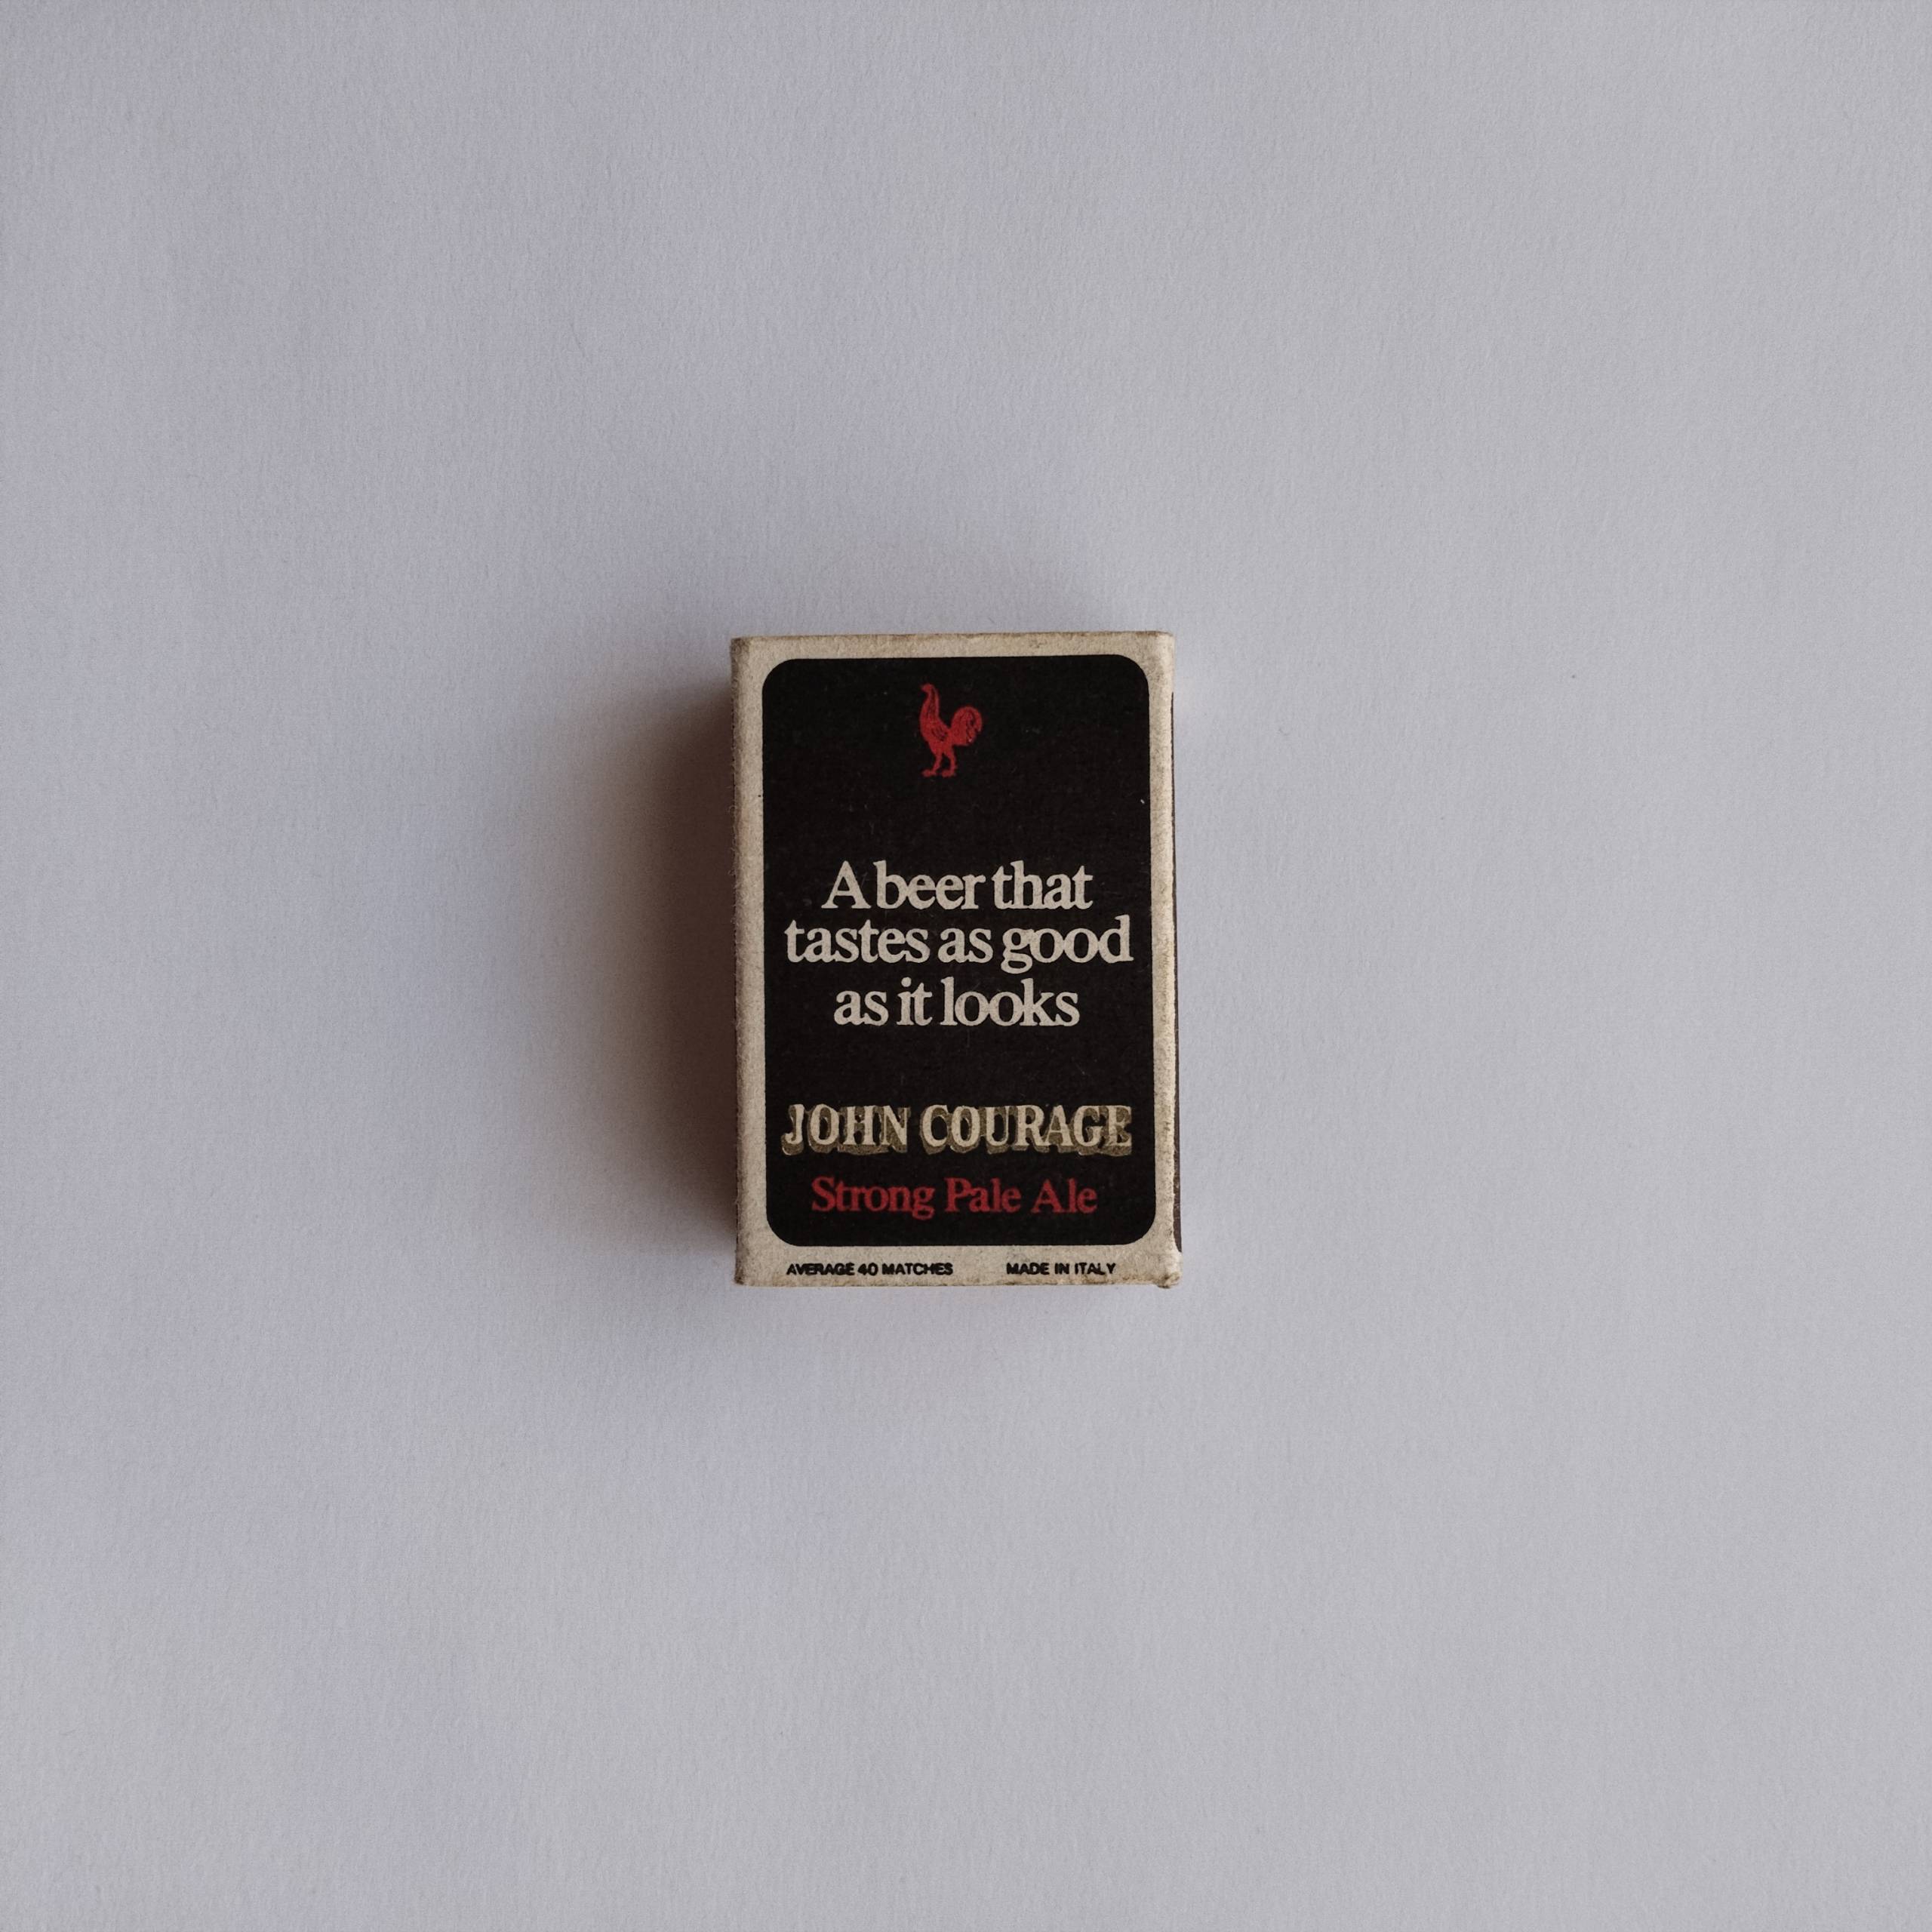 A beer that
tastes as good
as it looks
JOHN COURAGE
Strong Pale Ale
AVERAGE 40 MATCHES MADE IN ITALY